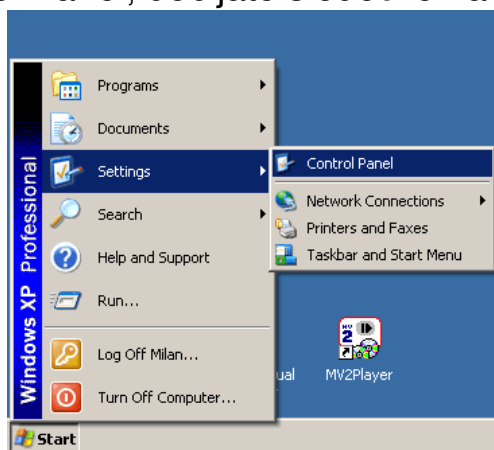 Programs
Documents
Settings
Search
Help and Support
Run...
Log Off Milan...
Turn Off Computer...
Windows XP Professional
Control Panel
Network Connections
Printers and Faxes
Taskbar and Start Menu
ual
MV2Player
Start